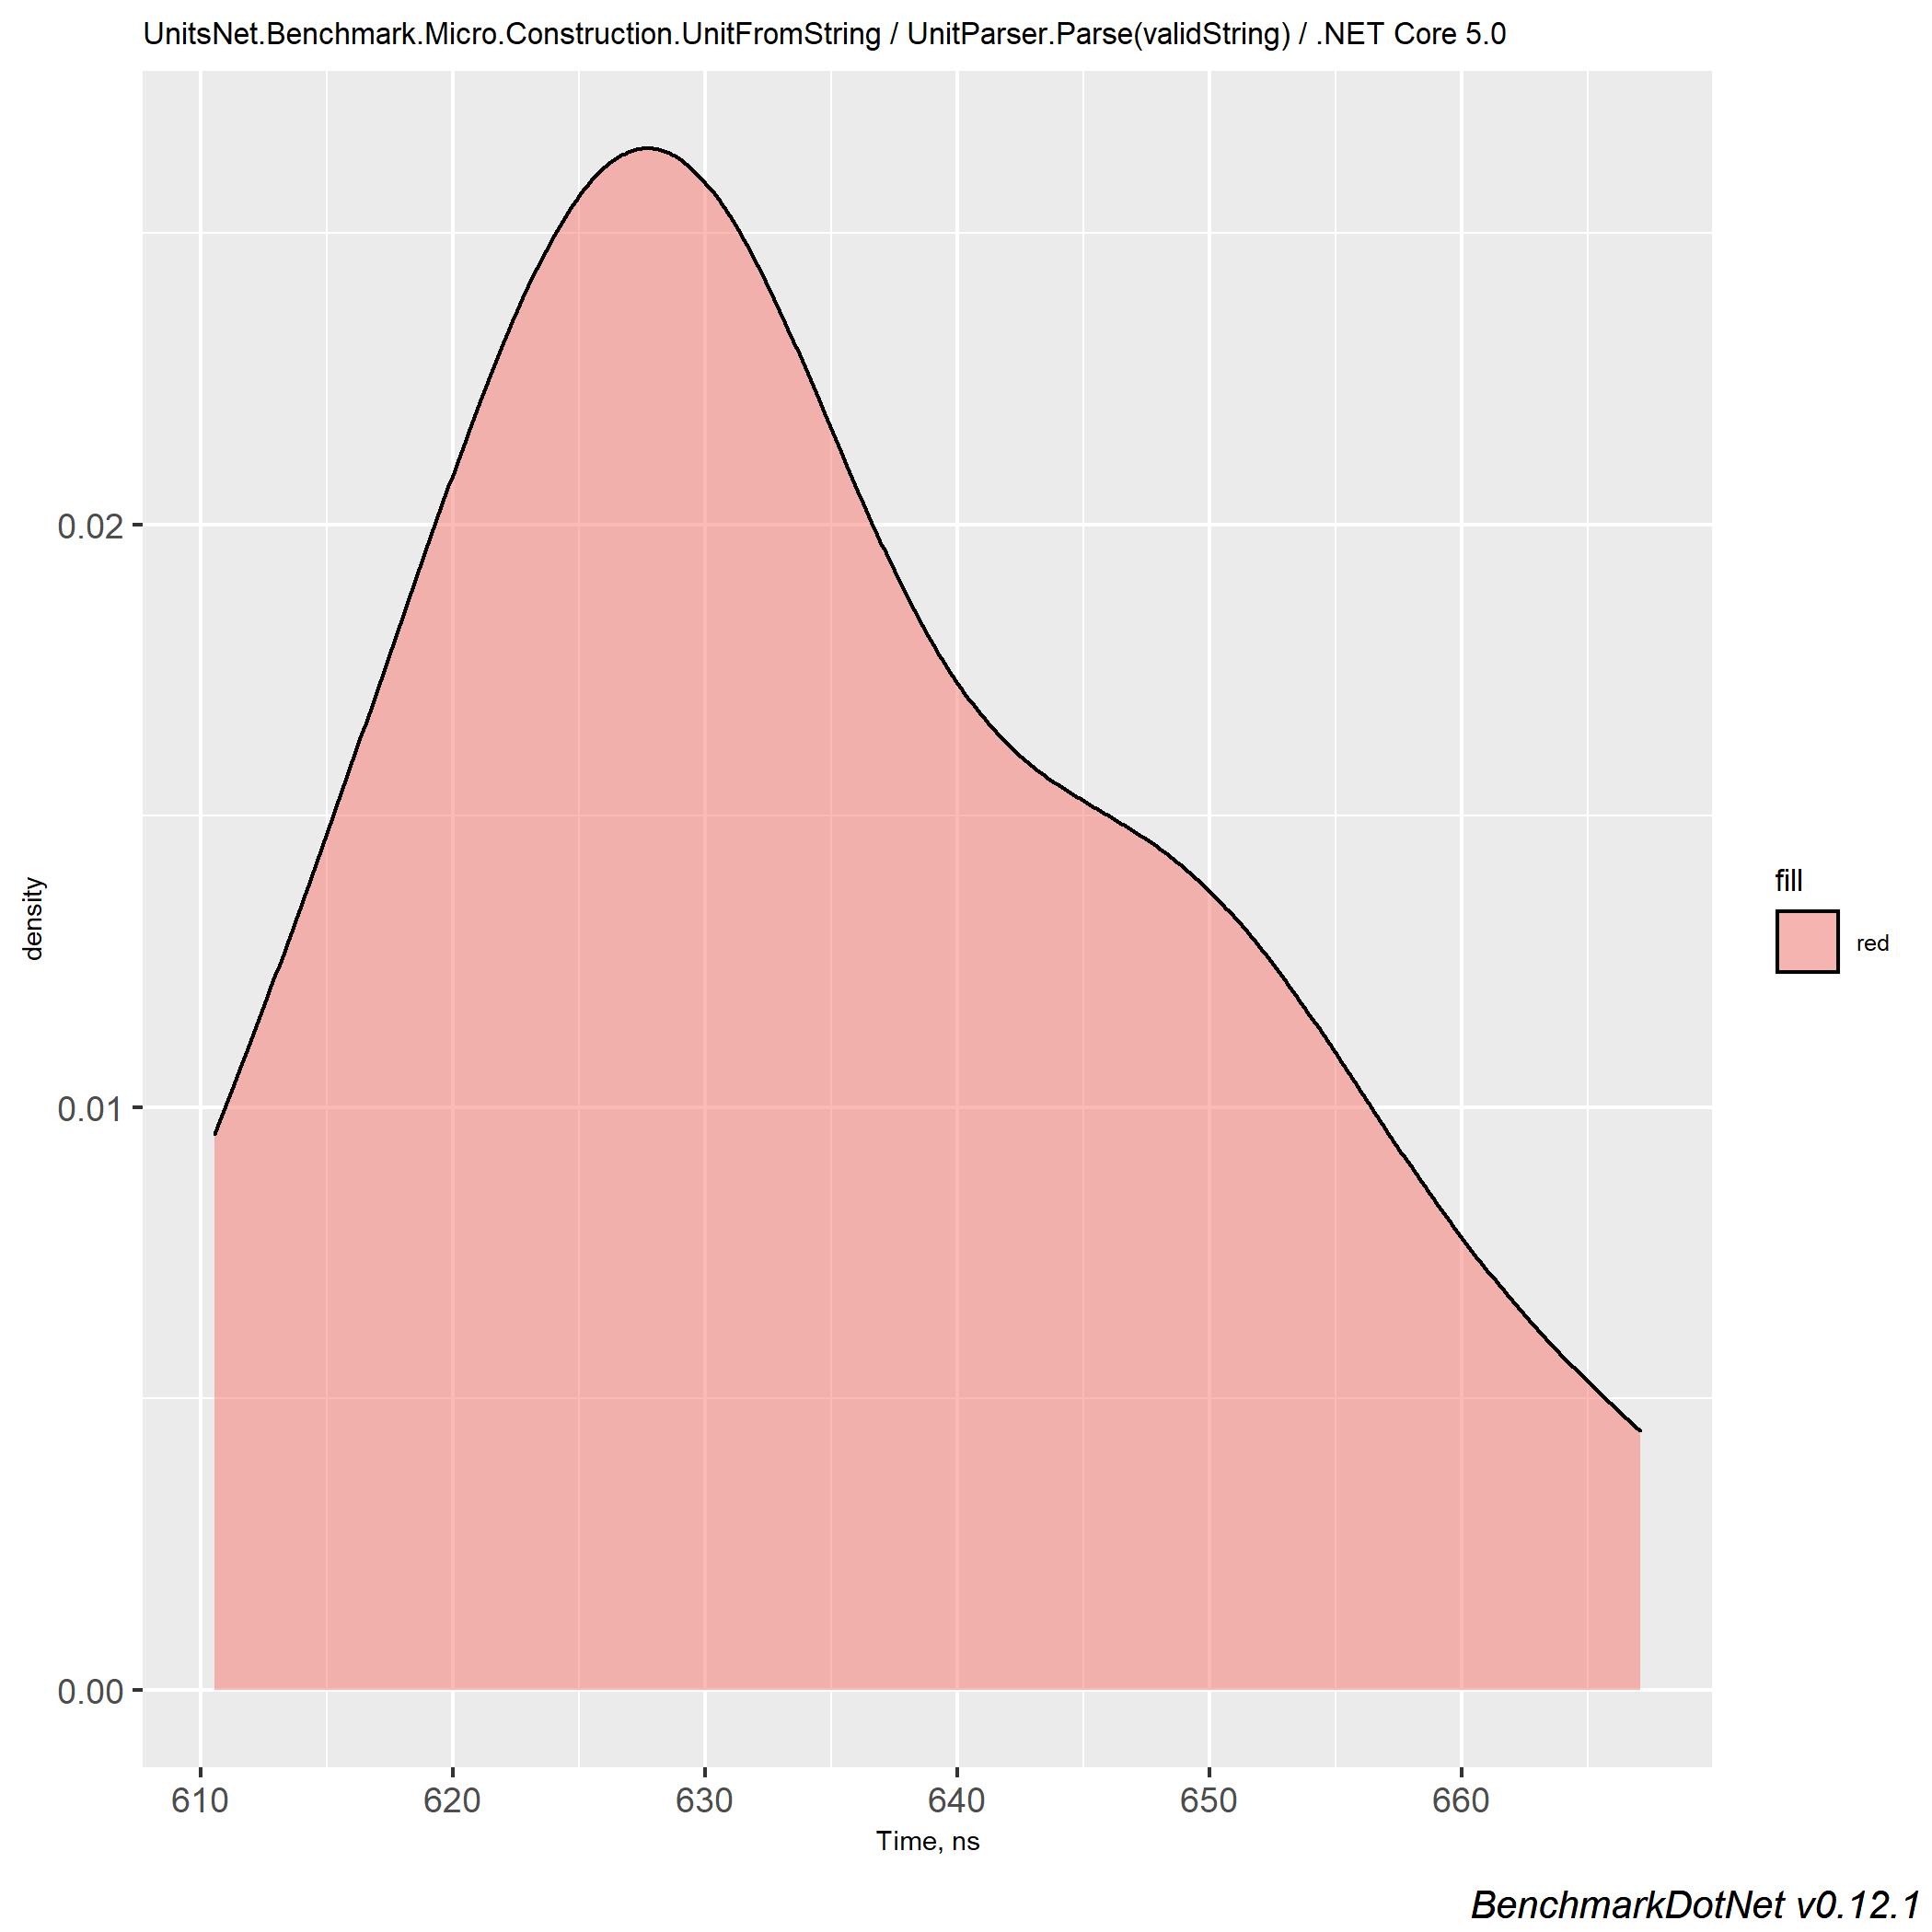 UnitsNet.Benchmark.Micro.Construction.UnitFromString / UnitParser.Parse(validString) / .NET Core 5.0
density
0.02
0.01
0.00
610 620 630 640 650 660
Time, ns
fill
red
BenchmarkDotNet v0.12.1